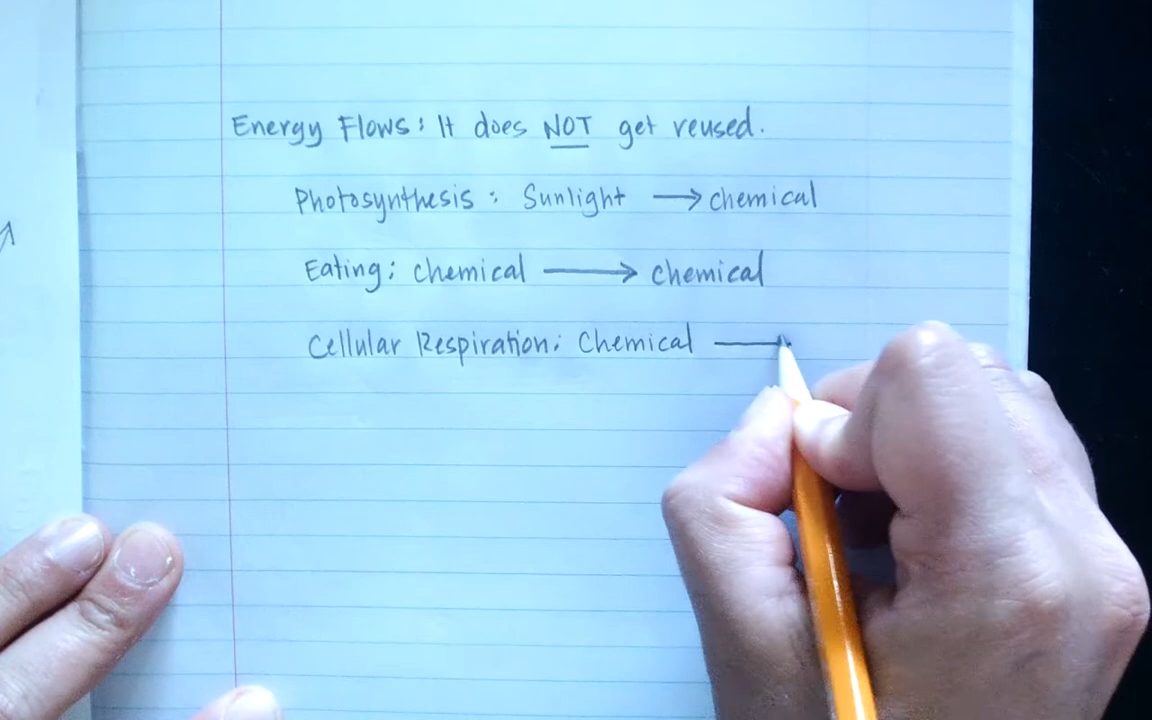 Energy Flows: It does NOT get reused.
Photosynthesis: Sunlight → chemical
Eating: Chemical → chemical
Cellular Respiration: Chemical —